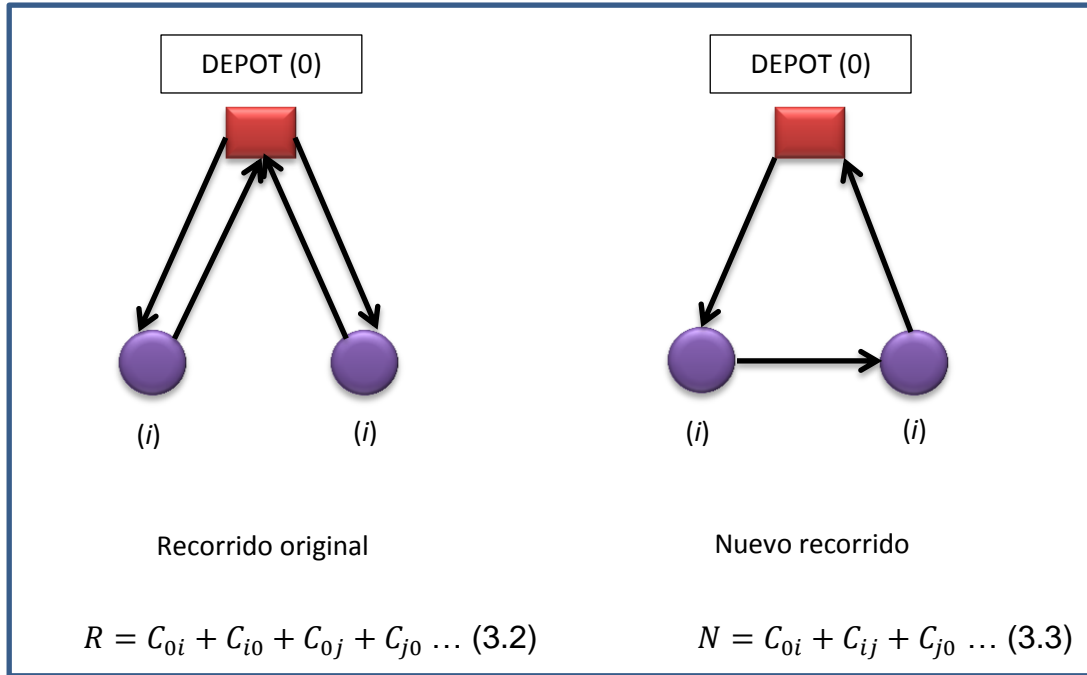 DEPOT (0)
DEPOT (0)
(i)
(i)
(i)
(i)
Recorrido original
Nuevo recorrido
R = C₀ᵢ + Cᵢ₀ + C₀ⱼ + Cⱼ₀ … (3.2)
N = C₀ᵢ + Cᵢⱼ + Cⱼ₀ … (3.3)